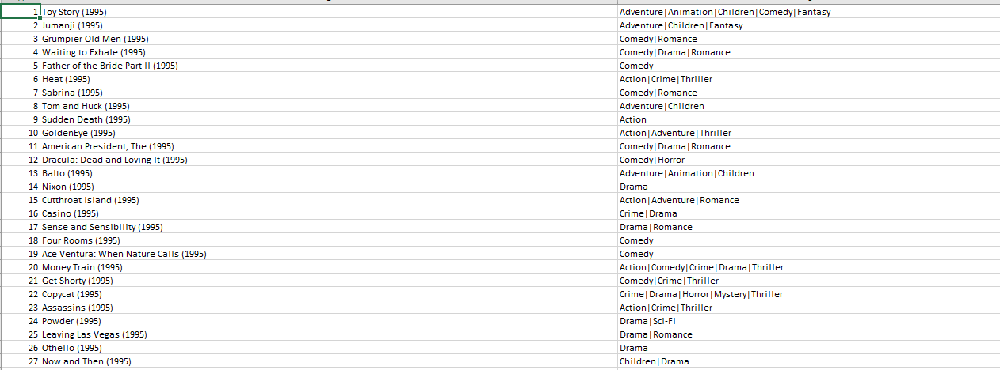 1 Toy Story (1995) Adventure|Animation|Children|Comedy|Fantasy
2 Jumanji (1995) Adventure|Children|Fantasy
3 Grumpier Old Men (1995) Comedy|Romance
4 Waiting to Exhale (1995) Comedy|Drama|Romance
5 Father of the Bride Part II (1995) Comedy
6 Heat (1995) Action|Crime|Thriller
7 Sabrina (1995) Comedy|Romance
8 Tom and Huck (1995) Adventure|Children
9 Sudden Death (1995) Action
10 GoldenEye (1995) Action|Adventure|Thriller
11 American President, The (1995) Comedy|Drama|Romance
12 Dracula: Dead and Loving It (1995) Comedy|Horror
13 Balto (1995) Adventure|Animation|Children
14 Nixon (1995) Drama
15 Cutthroat Island (1995) Action|Adventure|Romance
16 Casino (1995) Crime|Drama
17 Sense and Sensibility (1995) Drama|Romance
18 Four Rooms (1995) Comedy
19 Ace Ventura: When Nature Calls (1995) Comedy
20 Money Train (1995) Action|Comedy|Crime|Drama|Thriller
21 Get Shorty (1995) Comedy|Crime|Thriller
22 Copycat (1995) Crime|Drama|Horror|Mystery|Thriller
23 Assassins (1995) Action|Crime|Thriller
24 Powder (1995) Drama|Sci-Fi
25 Leaving Las Vegas (1995) Drama|Romance
26 Othello (1995) Drama
27 Now and Then (1995) Children|Drama